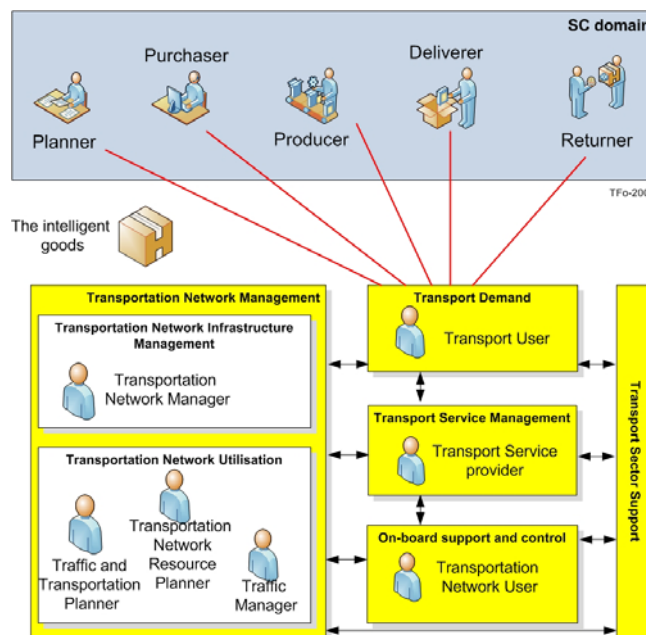 SC domain
Planner
Purchaser
Producer
Deliverer
Returner
The intelligent
goods
Transportation Network Management
Transportation Network Infrastructure
Management
Transportation
Network Manager
Transportation Network Utilisation
Traffic and
Transportation
Planner
Transportation
Network
Resource
Planner
Traffic
Manager
Transport Demand
Transport User
Transport Service Management
Transport Service
provider
On-board support and control
Transportation
Network User
Transport Sector Support